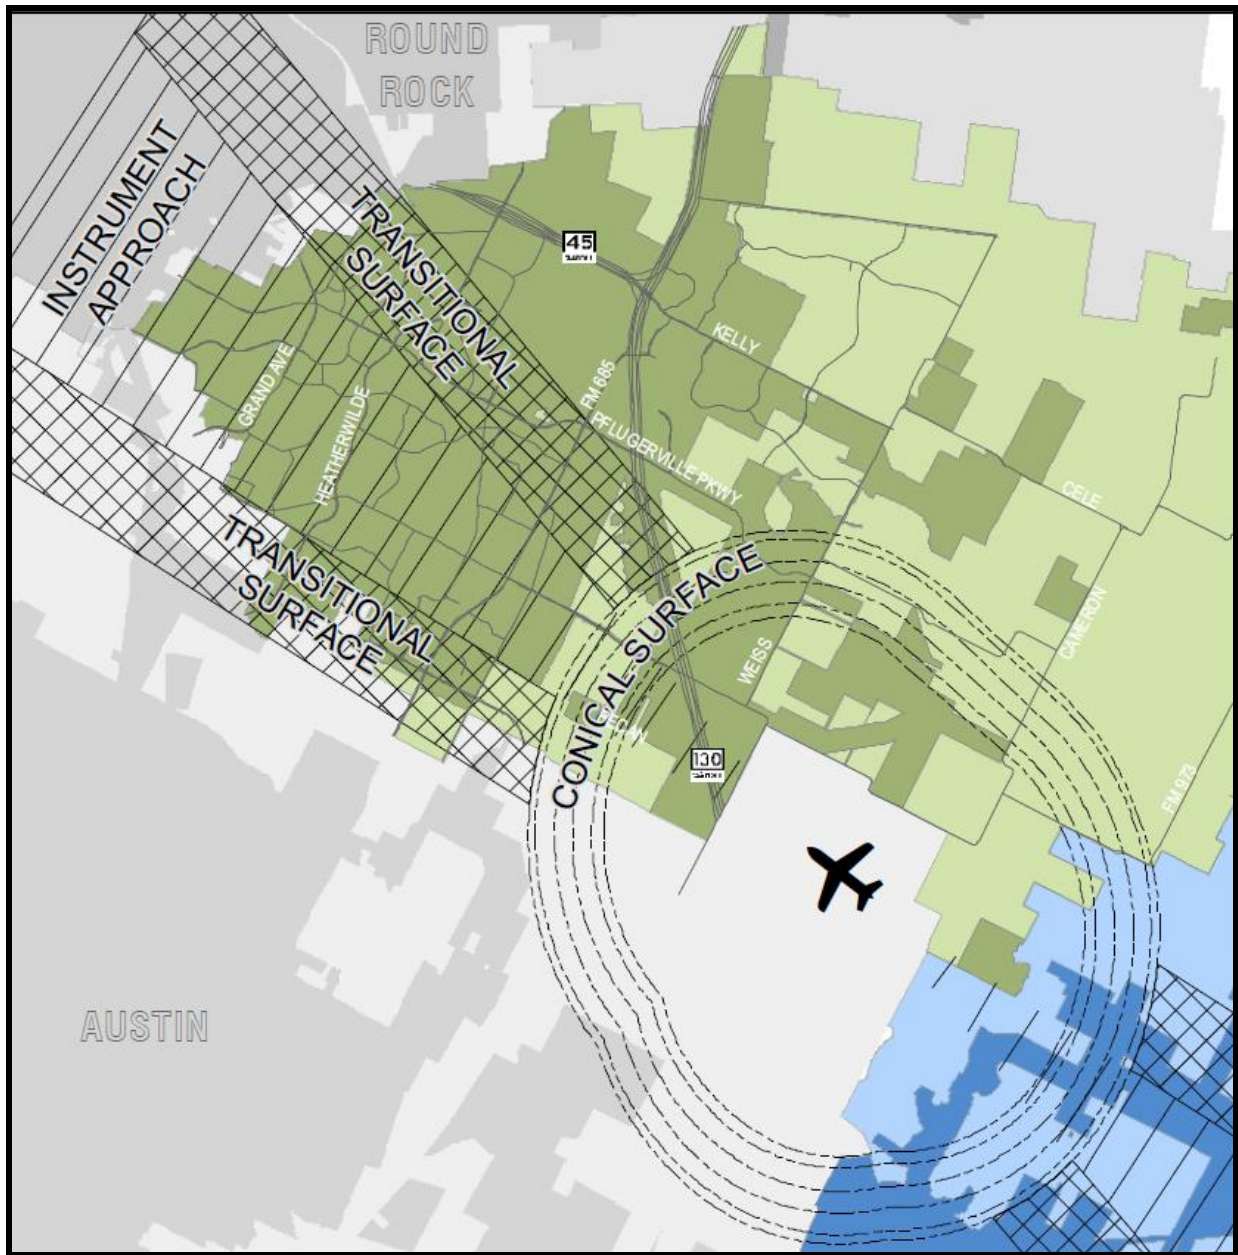 ROUND
ROCK
INSTRUMENT
APPROACH
TRANSITIONAL
SURFACE
45
KELLY
GRAND AVE
HEATHERWILDE
FM 685
PFLUGERVILLE PKWY
CELE
TRANSITIONAL
SURFACE
CONICAL SURFACE
WEISS
CAMERON
PECAN
130
FM 973
AUSTIN